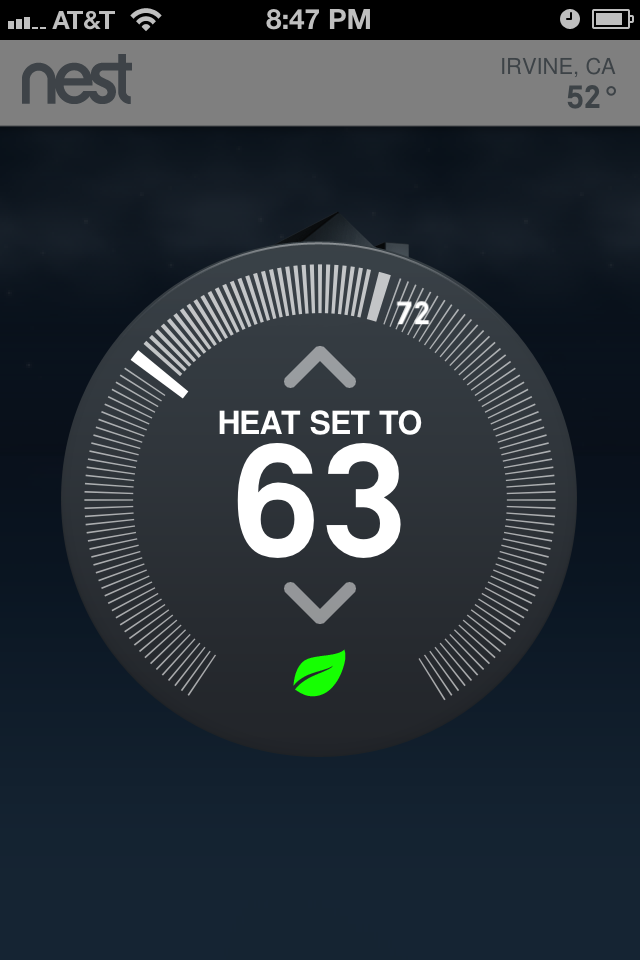 AT&T 8:47 PM
nest
IRVINE, CA
52°
72
HEAT SET TO
63